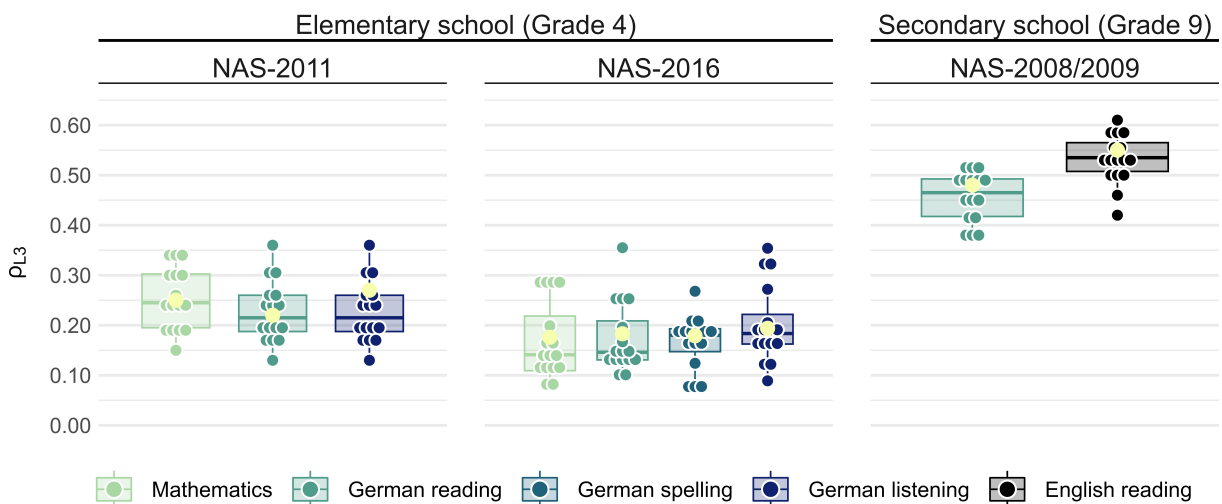 Elementary school (Grade 4) Secondary school (Grade 9)
NAS-2011 NAS-2016 NAS-2008/2009
0.60
0.50
0.40
0.30
0.20
0.10
0.00
ρL3
Mathematics German reading German spelling German listening English reading